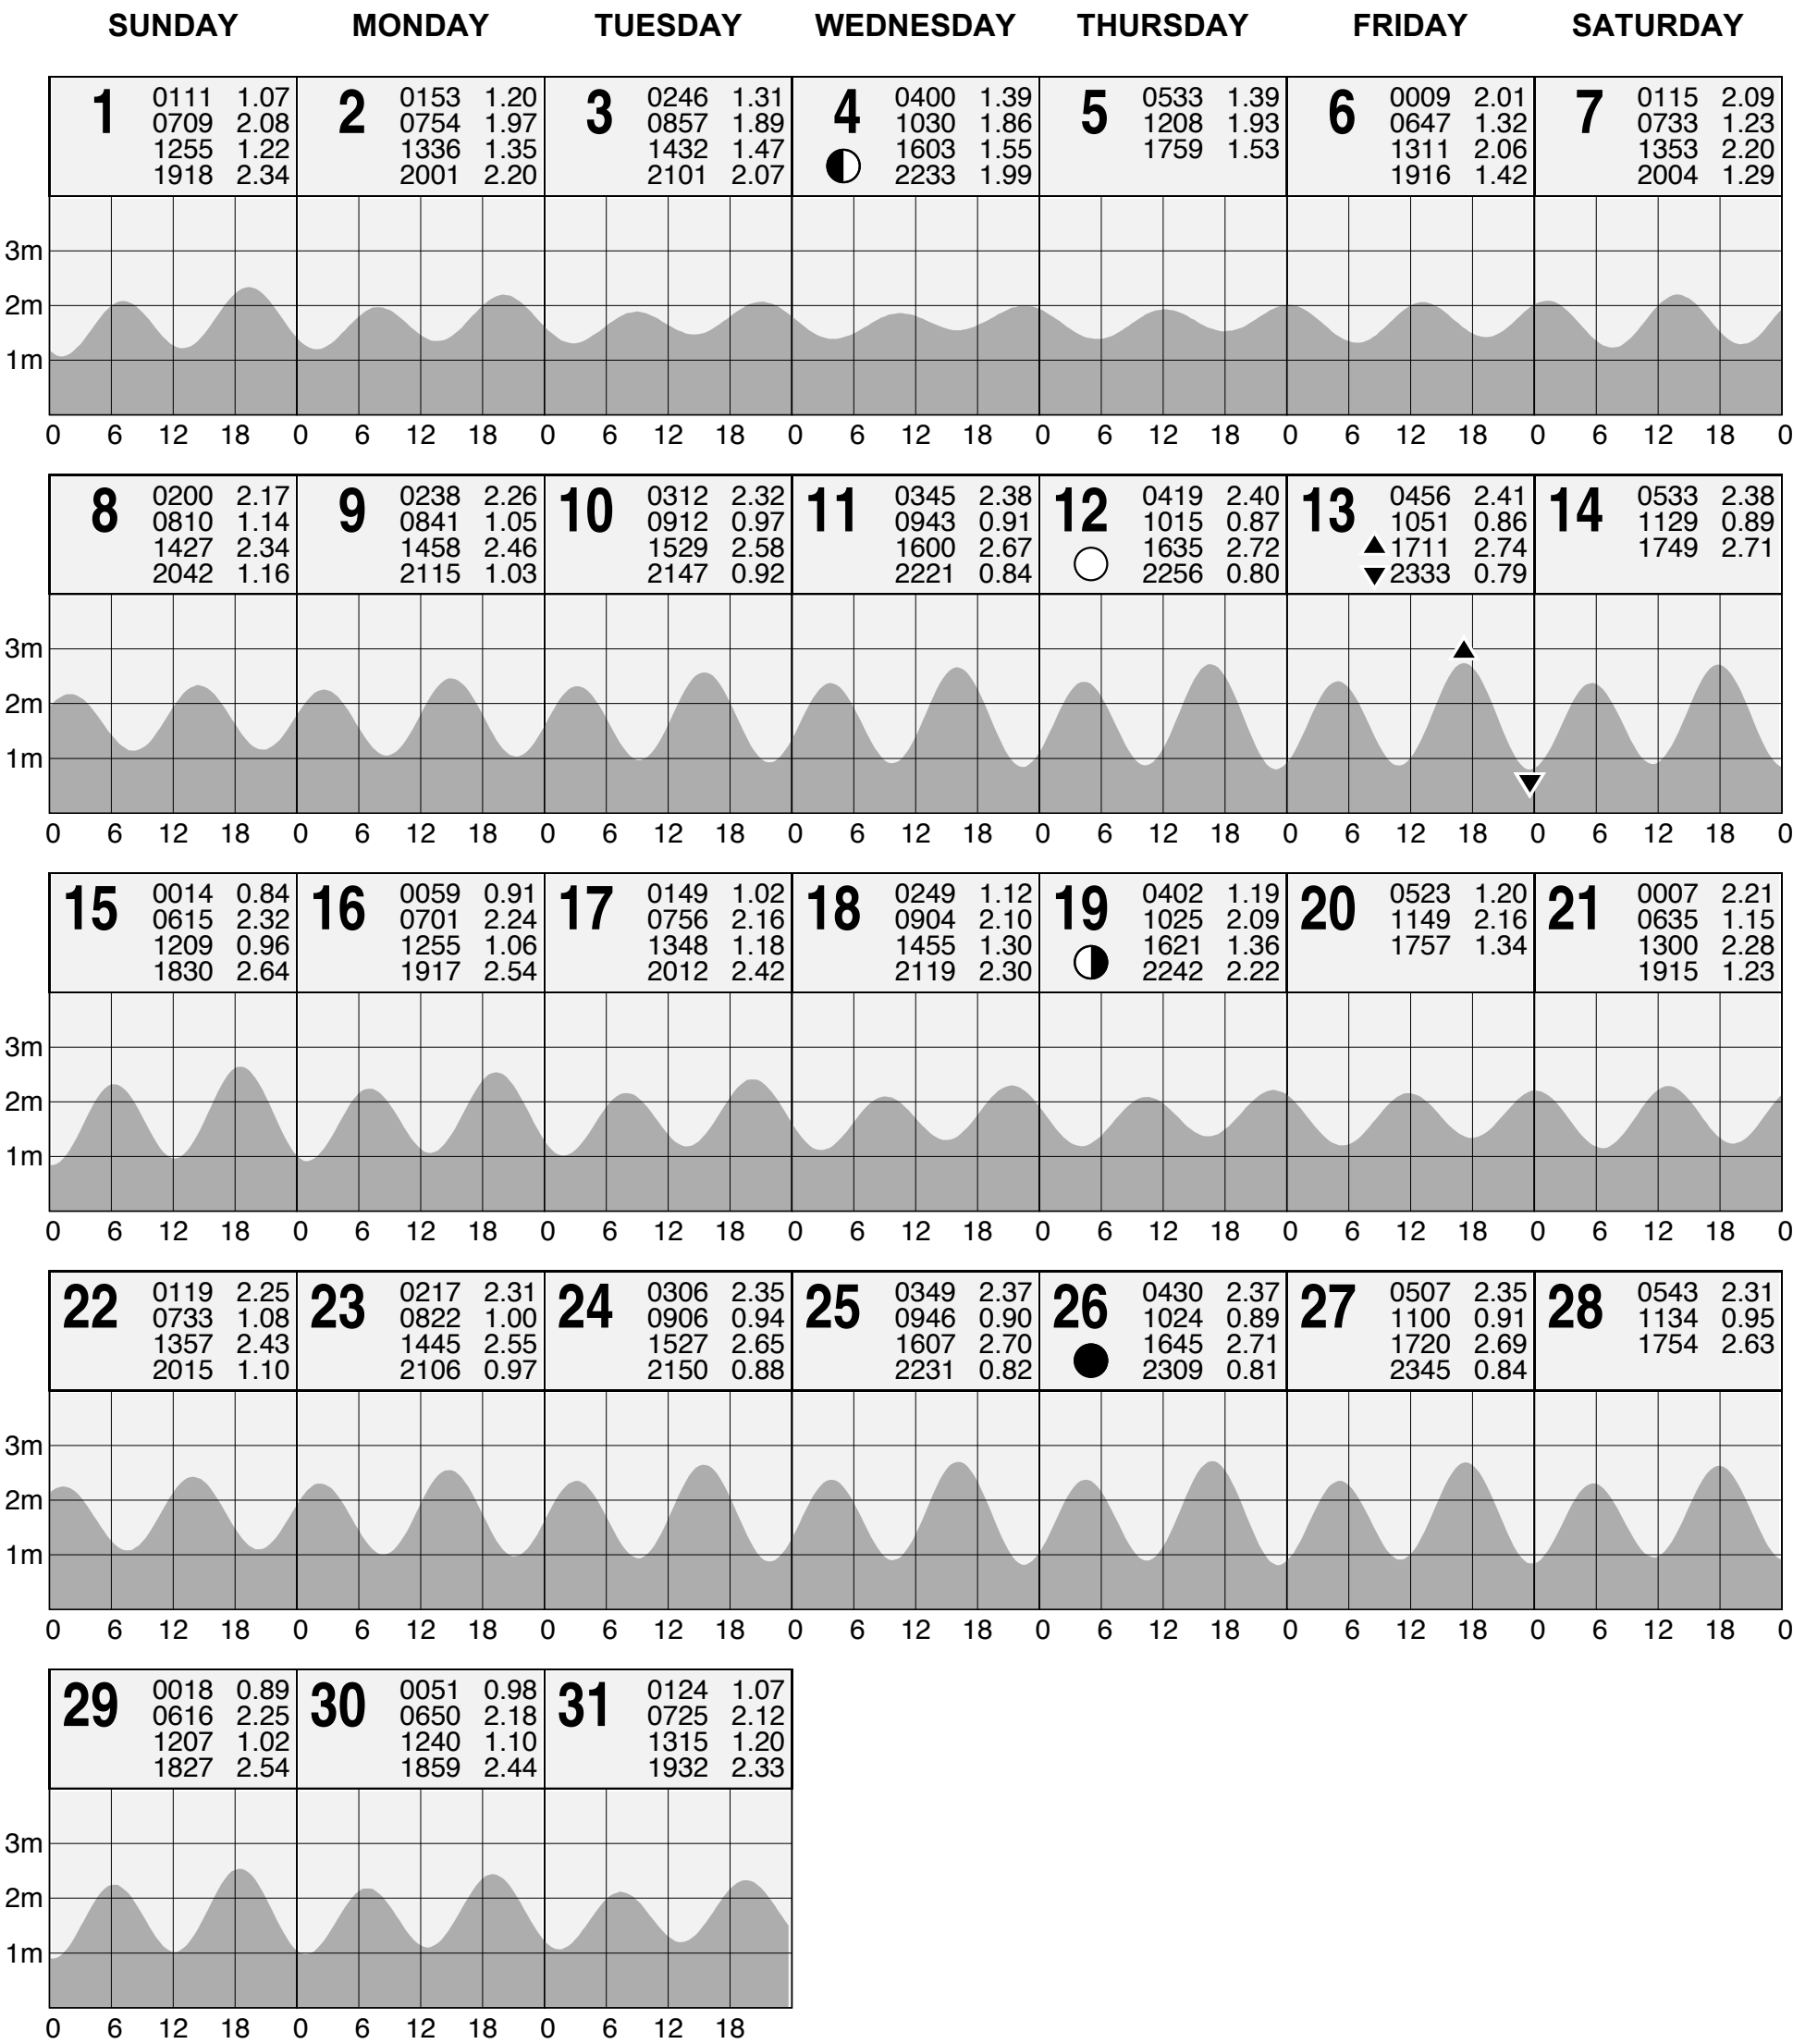 SUNDAY MONDAY TUESDAY WEDNESDAY THURSDAY FRIDAY SATURDAY
1 0111 1.07
0709 2.08
1255 1.22
1918 2.34
2 0153 1.20
0754 1.97
1336 1.35
2001 2.20
3 0246 1.31
0857 1.89
1432 1.47
2101 2.07
4 0400 1.39
1030 1.86
1603 1.55
2233 1.99
5 0533 1.39
1208 1.93
1759 1.53
6 0009 2.01
0647 1.32
1311 2.06
1916 1.42
7 0115 2.09
0733 1.23
1353 2.20
2004 1.29
3m
2m
1m
0 6 12 18 0 6 12 18 0 6 12 18 0 6 12 18 0 6 12 18 0 6 12 18 0 6 12 18 0
8 0200 2.17
0810 1.14
1427 2.34
2042 1.16
9 0238 2.26
0841 1.05
1458 2.46
2115 1.03
10 0312 2.32
0912 0.97
1529 2.58
2147 0.92
11 0345 2.38
0943 0.91
1600 2.67
2221 0.84
12 0419 2.40
1015 0.87
1635 2.72
2256 0.80
13 0456 2.41
1051 0.86
1711 2.74
2333 0.79
14 0533 2.38
1129 0.89
1749 2.71
3m
2m
1m
0 6 12 18 0 6 12 18 0 6 12 18 0 6 12 18 0 6 12 18 0 6 12 18 0 6 12 18 0
15 0014 0.84
0615 2.32
1209 0.96
1830 2.64
16 0059 0.91
0701 2.24
1255 1.06
1917 2.54
17 0149 1.02
0756 2.16
1348 1.18
2012 2.42
18 0249 1.12
0904 2.10
1455 1.30
2119 2.30
19 0402 1.19
1025 2.09
1621 1.36
2242 2.22
20 0523 1.20
1149 2.16
1757 1.34
21 0007 2.21
0635 1.15
1300 2.28
1915 1.23
3m
2m
1m
0 6 12 18 0 6 12 18 0 6 12 18 0 6 12 18 0 6 12 18 0 6 12 18 0 6 12 18 0
22 0119 2.25
0733 1.08
1357 2.43
2015 1.10
23 0217 2.31
0822 1.00
1445 2.55
2106 0.97
24 0306 2.35
0906 0.94
1527 2.65
2150 0.88
25 0349 2.37
0946 0.90
1607 2.70
2231 0.82
26 0430 2.37
1024 0.89
1645 2.71
2309 0.81
27 0507 2.35
1100 0.91
1720 2.69
2345 0.84
28 0543 2.31
1134 0.95
1754 2.63
3m
2m
1m
0 6 12 18 0 6 12 18 0 6 12 18 0 6 12 18 0 6 12 18 0 6 12 18 0 6 12 18 0
29 0018 0.89
0616 2.25
1207 1.02
1827 2.54
30 0051 0.98
0650 2.18
1240 1.10
1859 2.44
31 0124 1.07
0725 2.12
1315 1.20
1932 2.33
3m
2m
1m
0 6 12 18 0 6 12 18 0 6 12 18